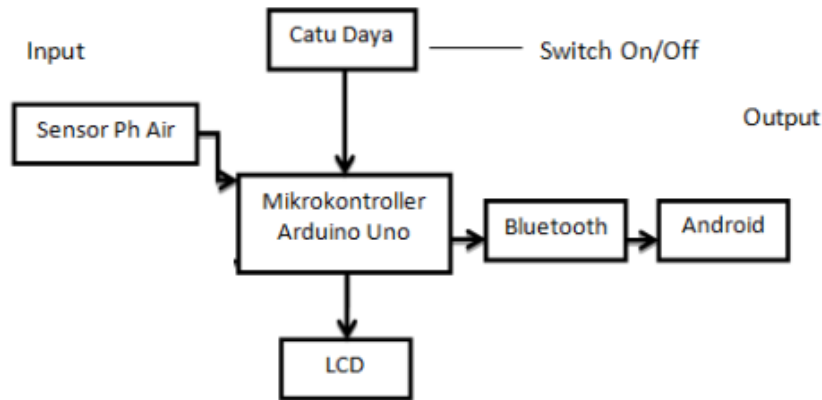 Catu Daya
Input
Switch On/Off
Output
Sensor Ph Air
Mikrokontroller
Arduino Uno
Bluetooth
Android
LCD